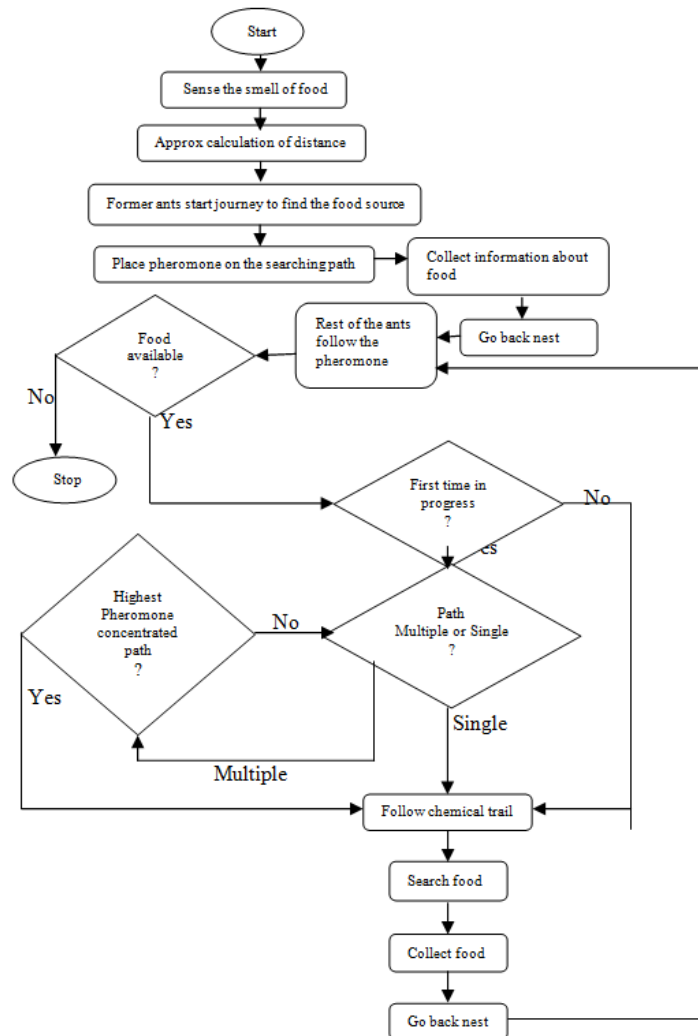 Start
Sense the smell of food
Approx calculation of distance
Former ants start journey to find the food source
Place pheromone on the searching path
Collect information about
food
Go back nest
Rest of the ants
follow the
pheromone
Food
available
?
No
Yes
Stop
First time in
progress
?
No
es
Path
Multiple or Single
?
Highest
Pheromone
concentrated
path
?
No
Yes
Multiple
Single
Follow chemical trail
Search food
Collect food
Go back nest